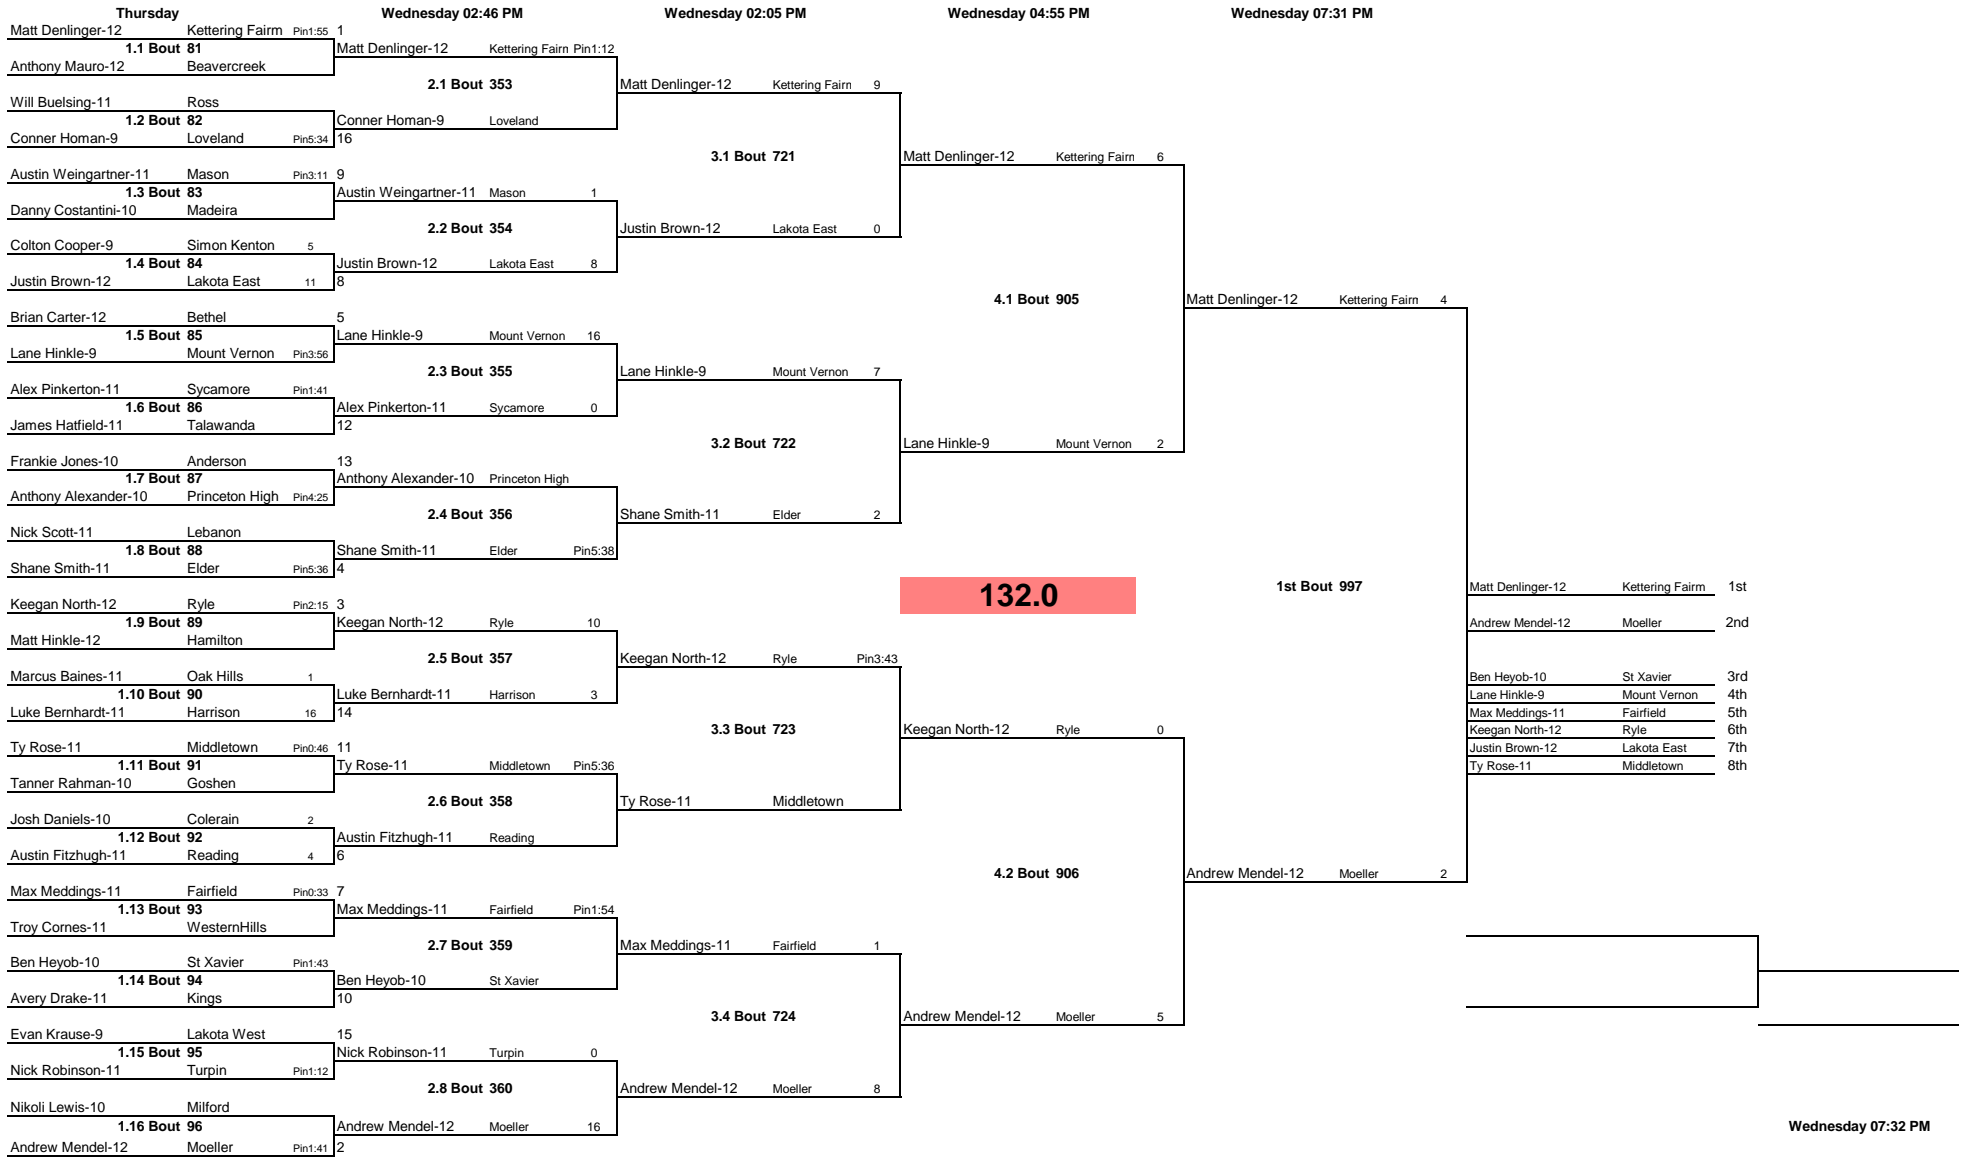 Thursday Wednesday 02:46 PM Wednesday 02:05 PM Wednesday 04:55 PM Wednesday 07:31 PM
Matt Denlinger-12 Kettering Fairm Pin1:55 1
1.1 Bout 81 Matt Denlinger-12 Kettering Fairm Pin1:12
Anthony Mauro-12 Beavercreek
2.1 Bout 353 Matt Denlinger-12 Kettering Fairm 9
Will Buelsing-11 Ross
1.2 Bout 82 Conner Homan-9 Loveland
Conner Homan-9 Loveland Pin5:34 16
3.1 Bout 721 Matt Denlinger-12 Kettering Fairm 6
Austin Weingartner-11 Mason Pin3:11 9
1.3 Bout 83 Austin Weingartner-11 Mason 1
Danny Costantini-10 Madeira
2.2 Bout 354 Justin Brown-12 Lakota East 0
Colton Cooper-9 Simon Kenton 5
1.4 Bout 84 Justin Brown-12 Lakota East 8
Justin Brown-12 Lakota East 11 8
4.1 Bout 905 Matt Denlinger-12 Kettering Fairm 4
Brian Carter-12 Bethel 5
1.5 Bout 85 Lane Hinkle-9 Mount Vernon 16
Lane Hinkle-9 Mount Vernon Pin3:56
2.3 Bout 355 Lane Hinkle-9 Mount Vernon 7
Alex Pinkerton-11 Sycamore Pin1:41
1.6 Bout 86 Alex Pinkerton-11 Sycamore 0
James Hatfield-11 Talawanda 12
3.2 Bout 722 Lane Hinkle-9 Mount Vernon 2
Frankie Jones-10 Anderson 13
1.7 Bout 87 Anthony Alexander-10 Princeton High
Anthony Alexander-10 Princeton High Pin4:25
2.4 Bout 356 Shane Smith-11 Elder 2
Nick Scott-11 Lebanon
1.8 Bout 88 Shane Smith-11 Elder Pin5:38
Shane Smith-11 Elder Pin5:36 4
132.0 1st Bout 997 Matt Denlinger-12 Kettering Fairm 1st
Keegan North-12 Ryle Pin2:15 3
1.9 Bout 89 Keegan North-12 Ryle 10 Andrew Mendel-12 Moeller 2nd
Matt Hinkle-12 Hamilton
2.5 Bout 357 Keegan North-12 Ryle Pin3:43
Marcus Baines-11 Oak Hills 1 Ben Heyob-10 St Xavier 3rd
1.10 Bout 90 Luke Bernhardt-11 Harrison 3 Lane Hinkle-9 Mount Vernon 4th
Luke Bernhardt-11 Harrison 16 14 Max Meddings-11 Fairfield 5th
3.3 Bout 723 Keegan North-12 Ryle 0 Keegan North-12 Ryle 6th
Ty Rose-11 Middletown Pin0:46 11 Justin Brown-12 Lakota East 7th
1.11 Bout 91 Ty Rose-11 Middletown Pin5:36 Ty Rose-11 Middletown 8th
Tanner Rahman-10 Goshen
2.6 Bout 358 Ty Rose-11 Middletown
Josh Daniels-10 Colerain 2
1.12 Bout 92 Austin Fitzhugh-11 Reading
Austin Fitzhugh-11 Reading 4 6
4.2 Bout 906 Andrew Mendel-12 Moeller 2
Max Meddings-11 Fairfield Pin0:33 7
1.13 Bout 93 Max Meddings-11 Fairfield Pin1:54
Troy Cornes-11 WesternHills
2.7 Bout 359 Max Meddings-11 Fairfield 1
Ben Heyob-10 St Xavier Pin1:43
1.14 Bout 94 Ben Heyob-10 St Xavier
Avery Drake-11 Kings 10
3.4 Bout 724 Andrew Mendel-12 Moeller 5
Evan Krause-9 Lakota West 15
1.15 Bout 95 Nick Robinson-11 Turpin 0
Nick Robinson-11 Turpin Pin1:12
2.8 Bout 360 Andrew Mendel-12 Moeller 8
Nikoli Lewis-10 Milford
1.16 Bout 96 Andrew Mendel-12 Moeller 16 Wednesday 07:32 PM
Andrew Mendel-12 Moeller Pin1:41 2